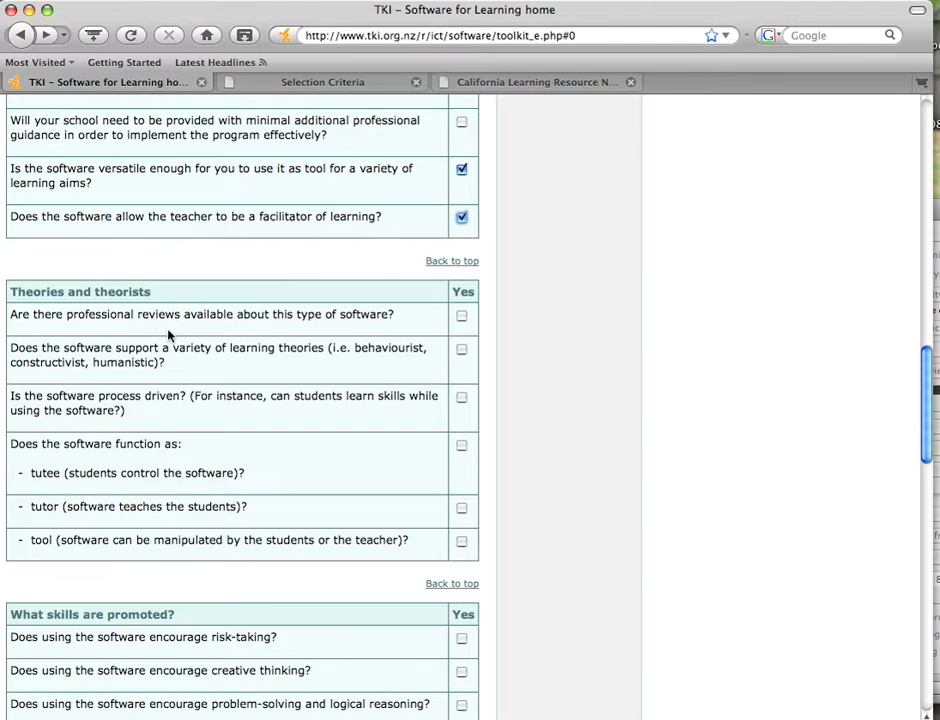 TKI – Software for Learning home
http://www.tki.org.nz/r/ict/software/toolkit_e.php#0
Google
Most Visited
Getting Started
Latest Headlines
TKI – Software for Learning ho...
Selection Criteria
California Learning Resource N...
Will your school need to be provided with minimal additional professional
guidance in order to implement the program effectively?
Is the software versatile enough for you to use it as tool for a variety of
learning aims?
Does the software allow the teacher to be a facilitator of learning?
Back to top
Theories and theorists Yes
Are there professional reviews available about this type of software?
Does the software support a variety of learning theories (i.e. behaviourist,
constructivist, humanistic)?
Is the software process driven? (For instance, can students learn skills while
using the software?)
Does the software function as:
- tutee (students control the software)?
- tutor (software teaches the students)?
- tool (software can be manipulated by the students or the teacher)?
Back to top
What skills are promoted? Yes
Does using the software encourage risk-taking?
Does using the software encourage creative thinking?
Does using the software encourage problem-solving and logical reasoning?